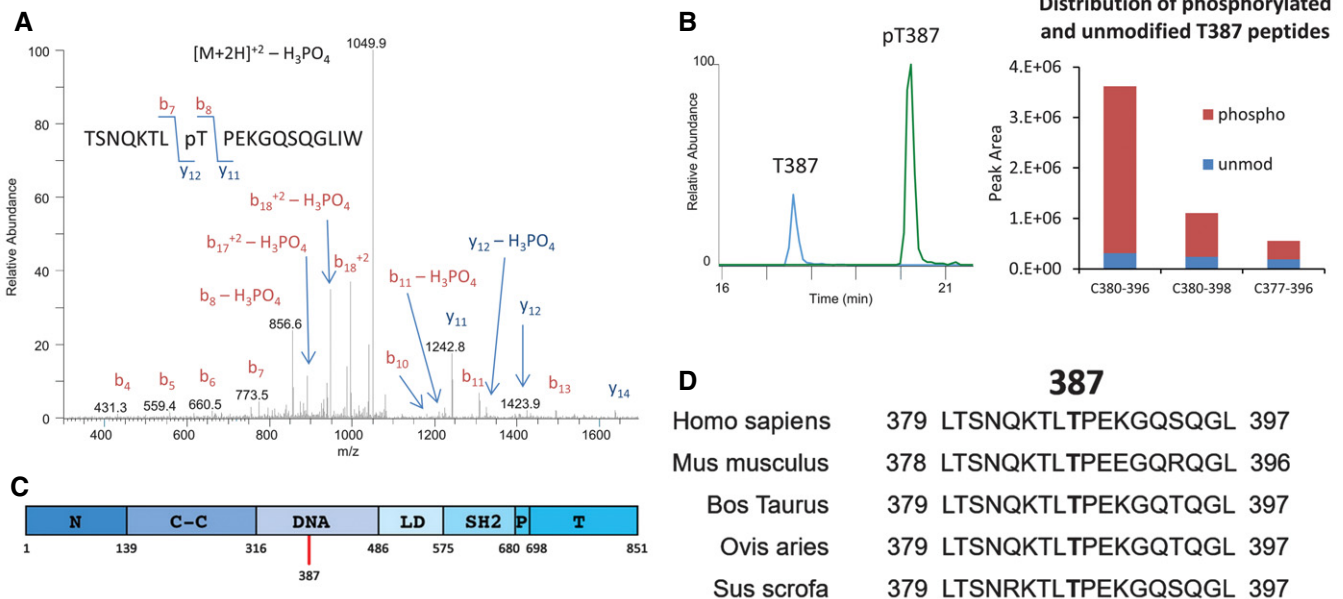 A
[M+2H]+2 – H3PO4
1049.9
100
80
60
40
20
0
Relative Abundance
b7 b8
TSNQKTL pT PEKGQSQGLIW
y12 y11
b18+2 – H3PO4
b17+2 – H3PO4
b18+2
y12 – H3PO4
b11 – H3PO4
b8 – H3PO4
856.6
y11
y12
1242.8
b4 b5 b6 b7
b10
b11
b13
y14
431.3 559.4 660.5 773.5
1423.9
400 600 800 1000 1200 1400 1600
m/z
B
pT387
T387
100
0
Relative Abundance
16 21
Time (min)
Distribution of phosphorylated
and unmodified T387 peptides
4.E+06
3.E+06
2.E+06
1.E+06
0.E+00
Peak Area
phospho
unmod
C380-396 C380-398 C377-396
C
N C-C DNA LD SH2 P T
1 139 316 486 575 680 698 851
387
D
387
Homo sapiens 379 LTSNQKTLTPEKGQSQGL 397
Mus musculus 378 LTSNQKTLTPEEGQRQGL 396
Bos Taurus 379 LTSNQKTLTPEKGQTQGL 397
Ovis aries 379 LTSNQKTLTPEKGQTQGL 397
Sus scrofa 379 LTSNRKTLTPEKGQSQGL 397